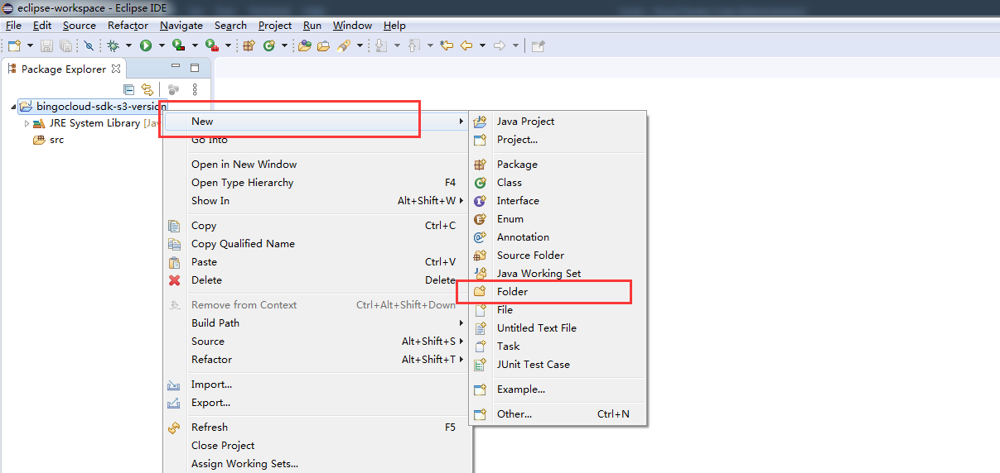 eclipse-workspace - Eclipse IDE
File Edit Source Refactor Navigate Search Project Run Window Help
Package Explorer
bingocloud-sdk-s3-version
JRE System Library [Jav
src
New
Go Into
Open in New Window
Open Type Hierarchy F4
Show In Alt+Shift+W
Copy Ctrl+C
Copy Qualified Name
Paste Ctrl+V
Delete Delete
Remove from Context Ctrl+Alt+Shift+Down
Build Path
Source Alt+Shift+S
Refactor Alt+Shift+T
Import...
Export...
Refresh F5
Close Project
Assign Working Sets...
Java Project
Project...
Package
Class
Interface
Enum
Annotation
Source Folder
Java Working Set
Folder
File
Untitled Text File
Task
JUnit Test Case
Example...
Other... Ctrl+N